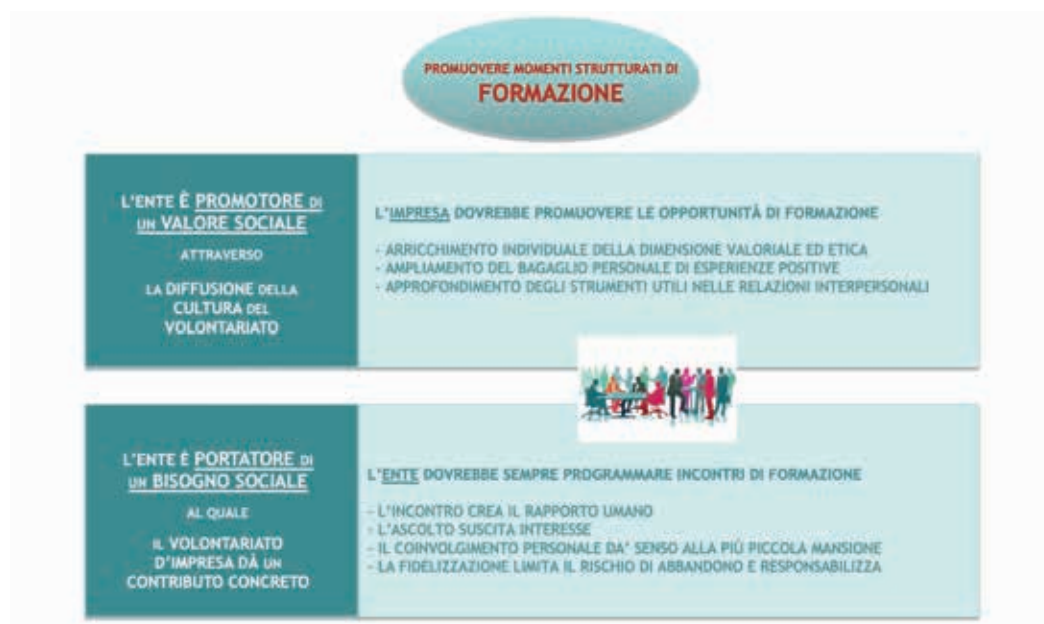 PROMUOVERE MOMENTI STRUTTURATI DI
FORMAZIONE
L'ENTE È PROMOTORE DI
UN VALORE SOCIALE
ATTRAVERSO
LA DIFFUSIONE DELLA
CULTURA DEL
VOLONTARIATO
L'IMPRESA DOVREBBE PROMUOVERE LE OPPORTUNITÀ DI FORMAZIONE
- ARRICCHIMENTO INDIVIDUALE DELLA DIMENSIONE VALORIALE ED ETICA
- AMPLIAMENTO DEL BAGAGLIO PERSONALE DI ESPERIENZE POSITIVE
- APPROFONDIMENTO DEGLI STRUMENTI UTILI NELLE RELAZIONI INTERPERSONALI
L'ENTE È PORTATORE DI
UN BISOGNO SOCIALE
AL QUALE
IL VOLONTARIATO
D'IMPRESA DÀ UN
CONTRIBUTO CONCRETO
L'ENTE DOVREBBE SEMPRE PROGRAMMARE INCONTRI DI FORMAZIONE
- L'INCONTRO CREA IL RAPPORTO UMANO
- L'ASCOLTO SUSCITA INTERESSE
- IL COINVOLGIMENTO PERSONALE DA' SENSO ALLA PIÙ PICCOLA MANSIONE
- LA FIDELIZZAZIONE LIMITA IL RISCHIO DI ABBANDONO E RESPONSABILIZZA